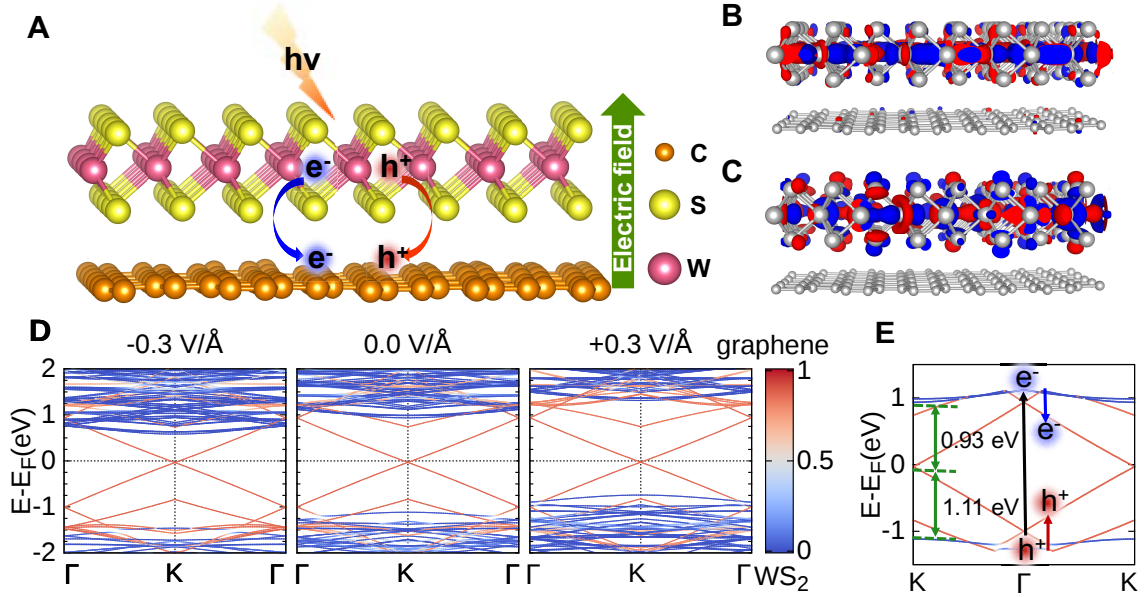 A
hν
e⁻
h⁺
e⁻
h⁺
Electric field
C
S
W
B
C
D
-0.3 V/Å
0.0 V/Å
+0.3 V/Å
graphene
E-E_F(eV)
2
1
0
-1
-2
Γ
K
Γ
Γ
K
Γ
Γ
K
Γ
1
0.5
0
WS₂
E
E-E_F(eV)
1
0
-1
e⁻
e⁻
0.93 eV
h⁺
1.11 eV
h⁺
K
Γ
K